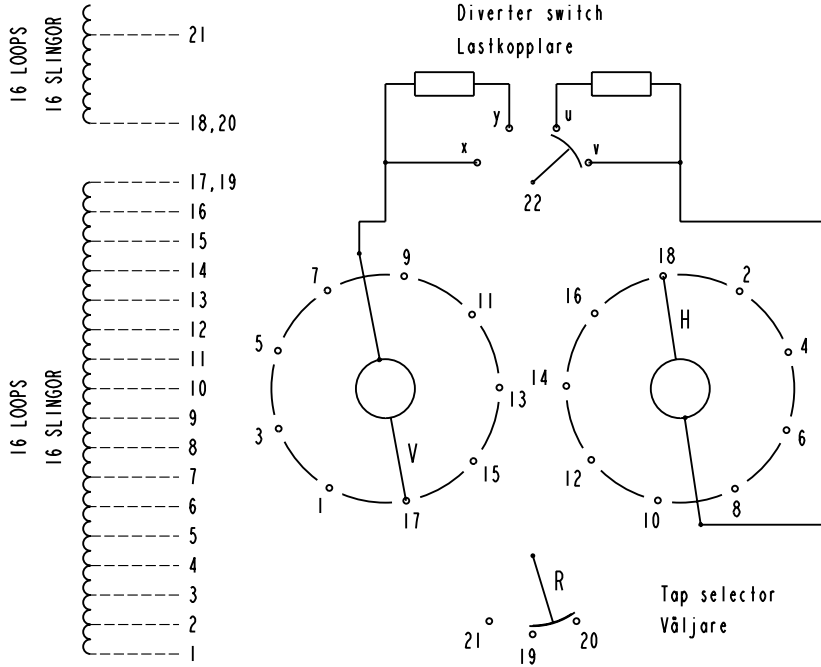 16 LOOPS
16 SLINGOR
21
18,20
17,19
16
15
14
13
12
11
10
9
8
7
6
5
4
3
2
1
16 LOOPS
16 SLINGOR
Diverter switch
Lastkopplare
y
u
x
v
22
7
9
11
5
13
3
V
15
1
17
18
2
16
H
4
14
6
12
10
8
R
21
19
20
Tap selector
Väljare